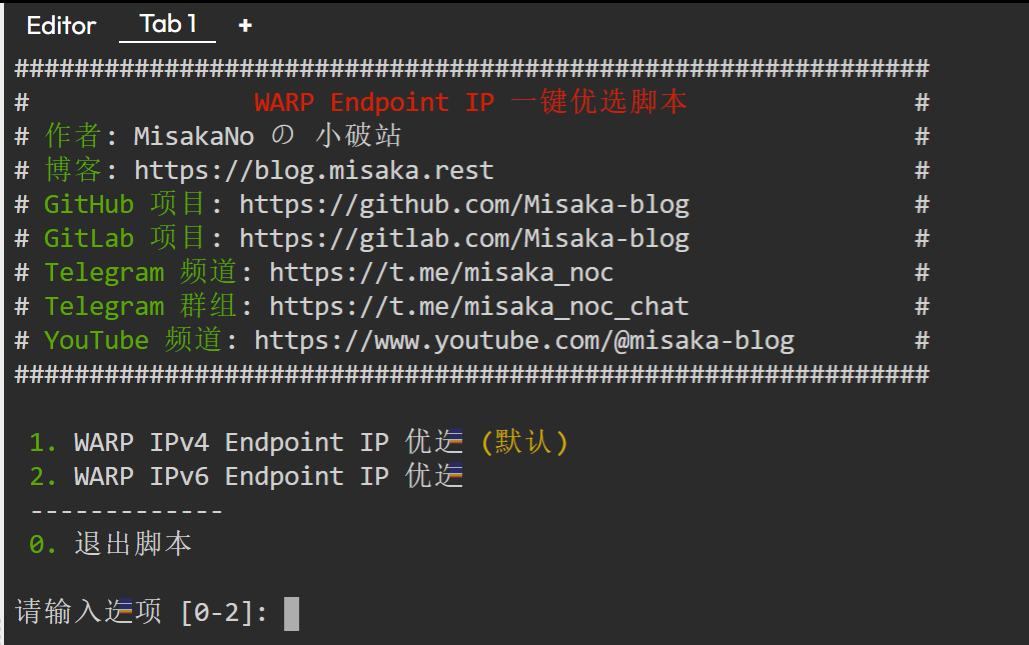 Editor Tab 1 +
#############################################################
# WARP Endpoint IP 一键优选脚本 #
# 作者: MisakaNo の 小破站 #
# 博客: https://blog.misaka.rest #
# GitHub 项目: https://github.com/Misaka-blog #
# GitLab 项目: https://gitlab.com/Misaka-blog #
# Telegram 频道: https://t.me/misaka_noc #
# Telegram 群组: https://t.me/misaka_noc_chat #
# YouTube 频道: https://www.youtube.com/@misaka-blog #
#############################################################
1. WARP IPv4 Endpoint IP 优选 (默认)
2. WARP IPv6 Endpoint IP 优选
-------------
0. 退出脚本
请输入选项 [0-2]: